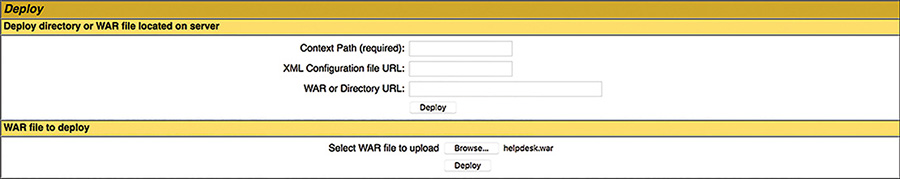 Deploy
Deploy directory or WAR file located on server
Context Path (required):
XML Configuration file URL:
WAR or Directory URL:
Deploy
WAR file to deploy
Select WAR file to upload Browse... helpdesk.war
Deploy